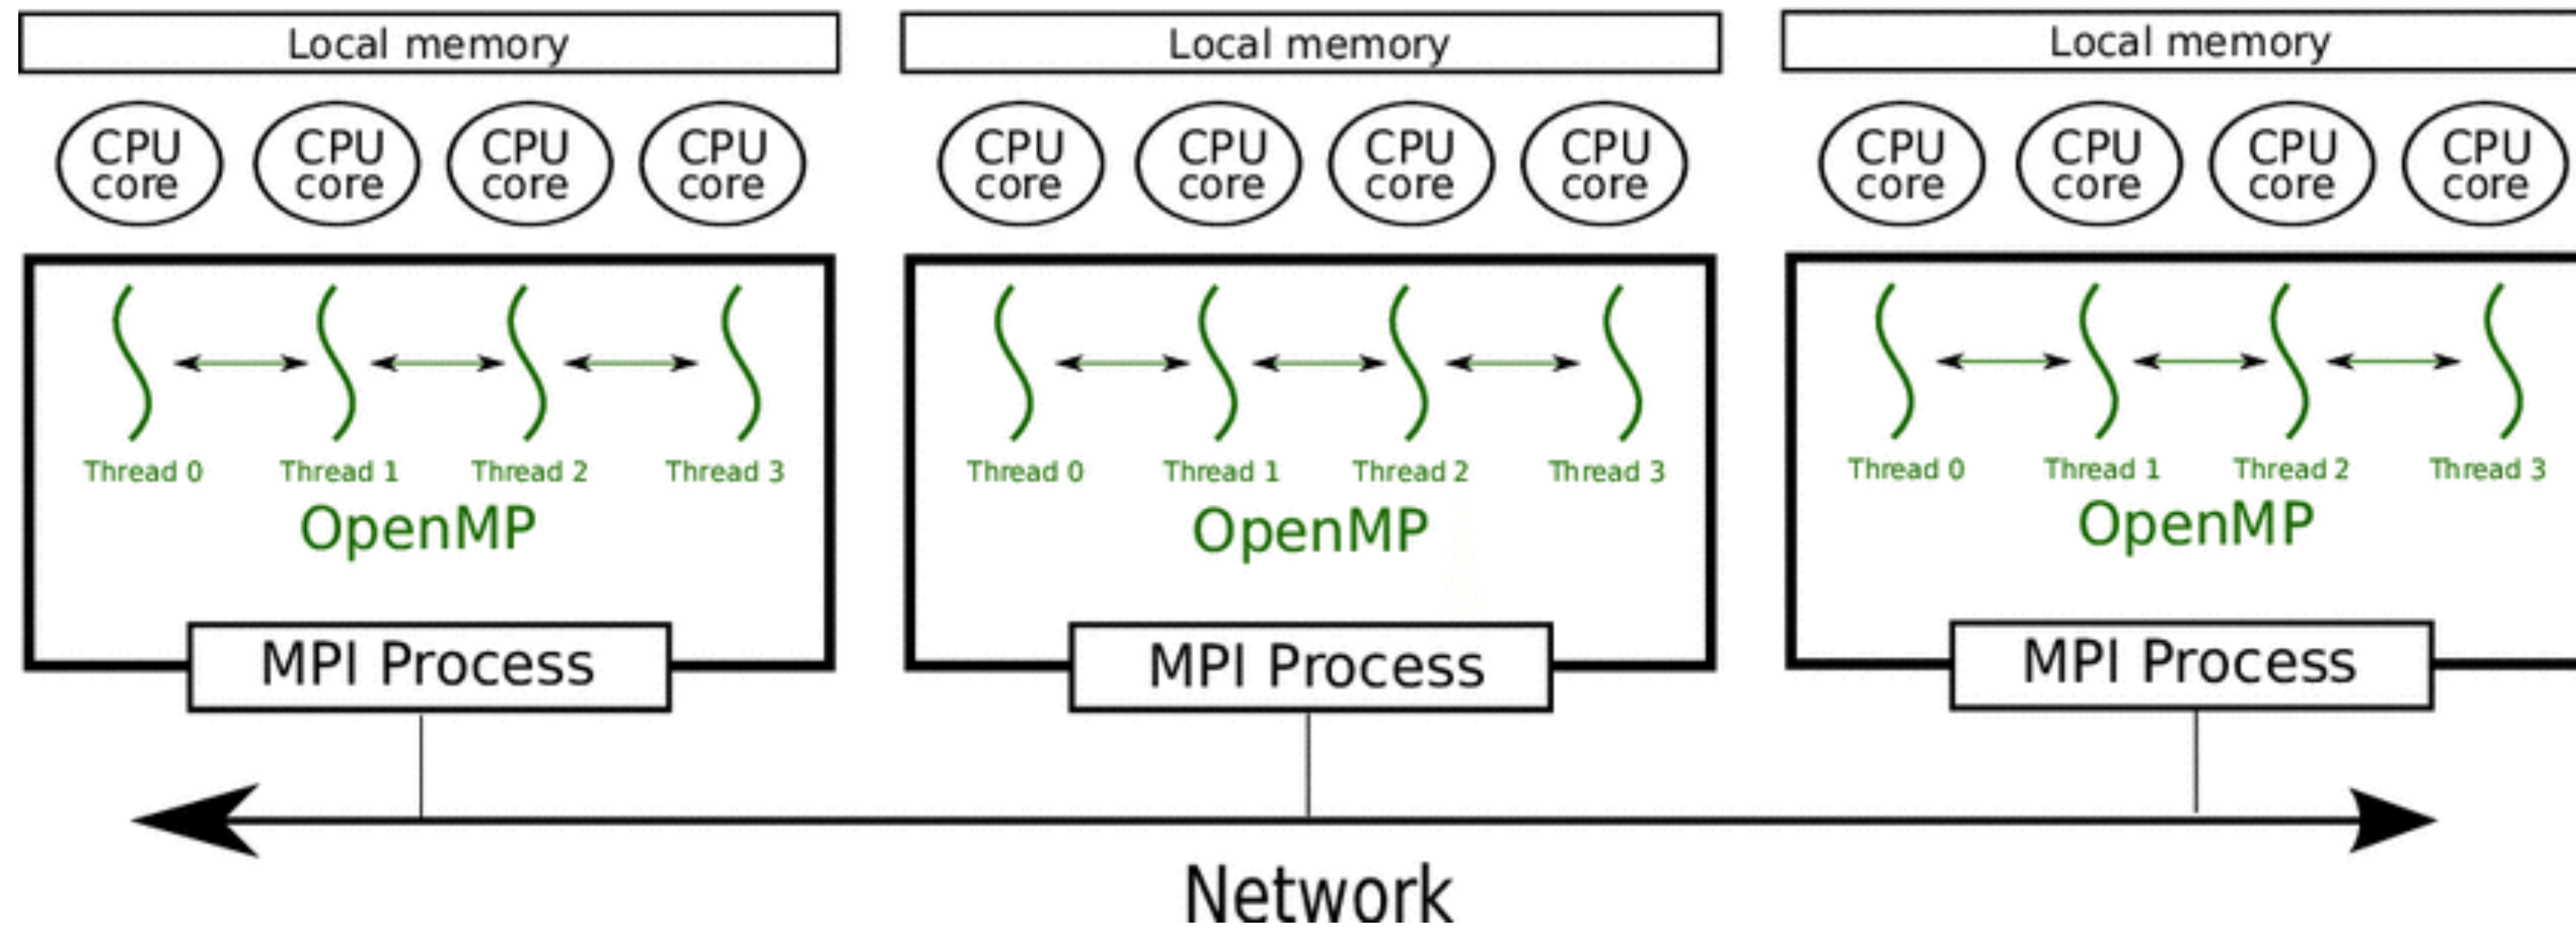 Local memory
Local memory
Local memory
CPU core
CPU core
CPU core
CPU core
CPU core
CPU core
CPU core
CPU core
CPU core
CPU core
CPU core
CPU core
Thread 0
Thread 1
Thread 2
Thread 3
Thread 0
Thread 1
Thread 2
Thread 3
Thread 0
Thread 1
Thread 2
Thread 3
OpenMP
OpenMP
OpenMP
MPI Process
MPI Process
MPI Process
Network